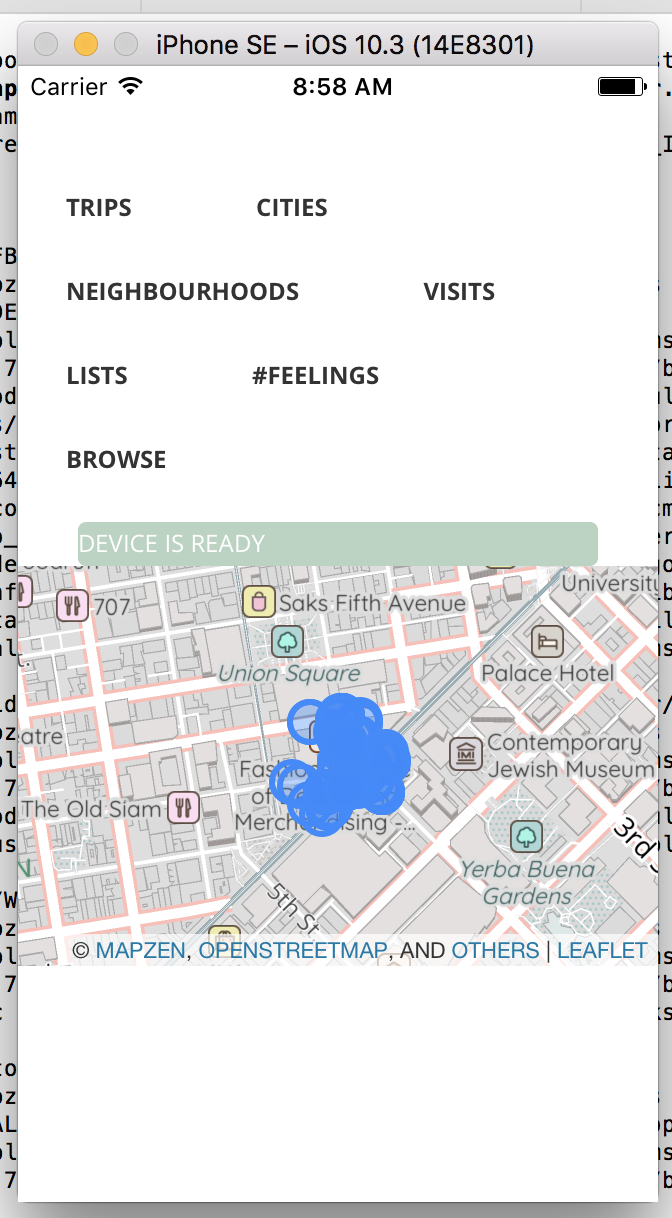 iPhone SE – iOS 10.3 (14E8301)
Carrier 8:58 AM
TRIPS CITIES
NEIGHBOURHOODS VISITS
LISTS #FEELINGS
BROWSE
DEVICE IS READY
707
Saks Fifth Avenue
University
Union Square
Palace Hotel
Contemporary
Jewish Museum
The Old Siam
of
Merchandising -...
3rd S
Yerba Buena
Gardens
5th St
© MAPZEN, OPENSTREETMAP, AND OTHERS | LEAFLET